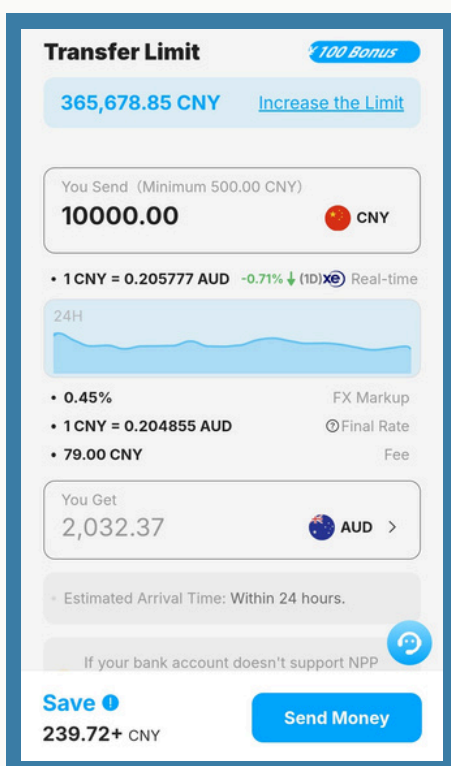 Transfer Limit
¥100 Bonus
365,678.85 CNY Increase the Limit
You Send (Minimum 500.00 CNY)
10000.00 CNY
• 1 CNY = 0.205777 AUD -0.71% ↓ (1D) xe Real-time
24H
• 0.45% FX Markup
• 1 CNY = 0.204855 AUD ? Final Rate
• 79.00 CNY Fee
You Get
2,032.37 AUD >
• Estimated Arrival Time: Within 24 hours.
If your bank account doesn't support NPP
Save !
239.72+ CNY
Send Money